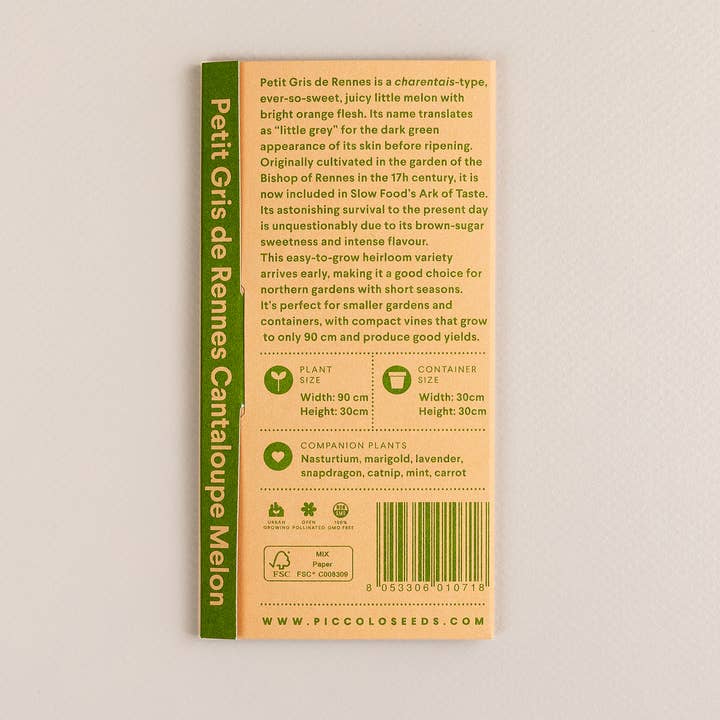 Petit Gris de Rennes Cantaloupe Melon
Petit Gris de Rennes is a charentais-type,
ever-so-sweet, juicy little melon with
bright orange flesh. Its name translates
as “little grey” for the dark green
appearance of its skin before ripening.
Originally cultivated in the garden of the
Bishop of Rennes in the 17h century, it is
now included in Slow Food’s Ark of Taste.
Its astonishing survival to the present day
is unquestionably due to its brown-sugar
sweetness and intense flavour.
This easy-to-grow heirloom variety
arrives early, making it a good choice for
northern gardens with short seasons.
It’s perfect for smaller gardens and
containers, with compact vines that grow
to only 90 cm and produce good yields.
PLANT
SIZE
Width: 90 cm
Height: 30cm
CONTAINER
SIZE
Width: 30cm
Height: 30cm
COMPANION PLANTS
Nasturtium, marigold, lavender,
snapdragon, catnip, mint, carrot
URBAN
GROWING
OPEN
POLLINATED
NON
GMO
100%
GMO FREE
FSC
MIX
Paper
FSC® C008309
8 053306 010718
WWW.PICCOLOSEEDS.COM